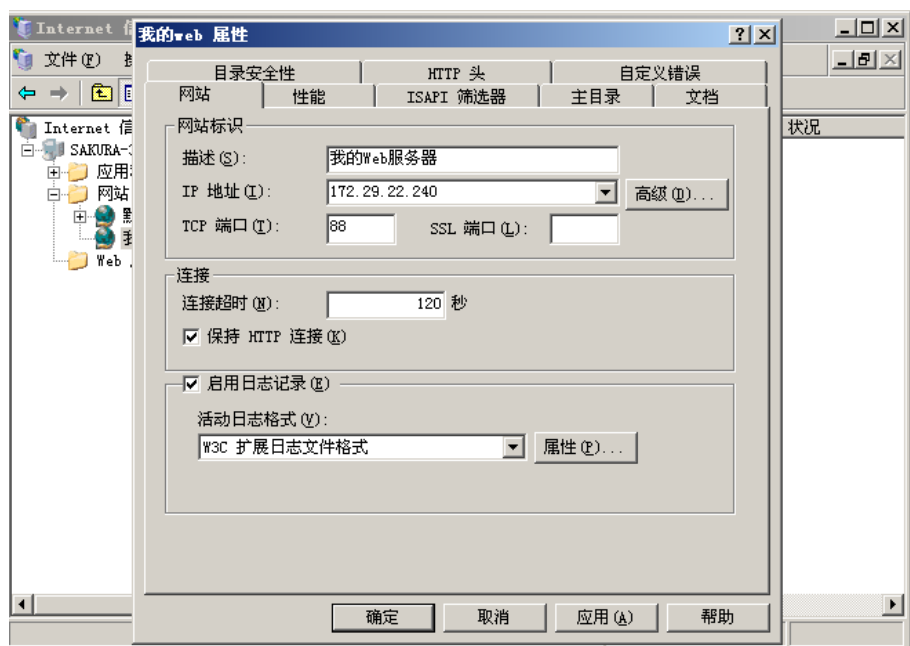 Internet 信
我的web 属性
文件(F)
目录安全性 HTTP 头 自定义错误
网站 性能 ISAPI 筛选器 主目录 文档
Internet 信
状况
SAKURA-
应用
网站
Web
网站标识
描述(S): 我的Web服务器
IP 地址(I): 172.29.22.240 高级(D)...
TCP 端口(T): 88 SSL 端口(L):
连接
连接超时(N): 120 秒
保持 HTTP 连接(K)
启用日志记录(E)
活动日志格式(V):
W3C 扩展日志文件格式 属性(P)...
确定 取消 应用(A) 帮助